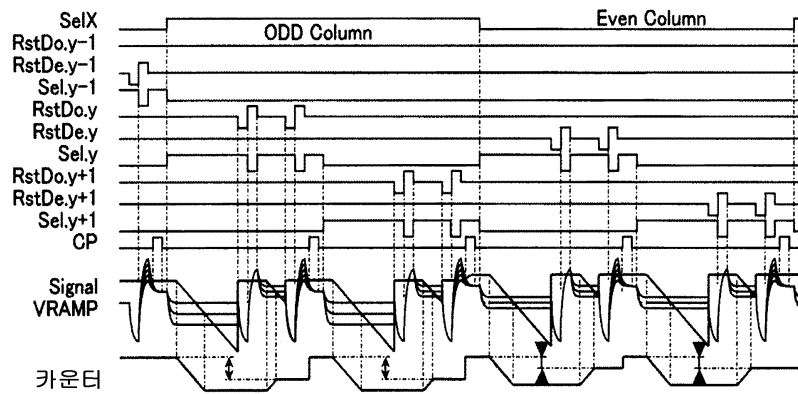 SelX
ODD Column
Even Column
RstDo.y-1
RstDe.y-1
Sel.y-1
RstDo.y
RstDe.y
Sel.y
RstDo.y+1
RstDe.y+1
Sel.y+1
CP
Signal
VRAMP
카운터